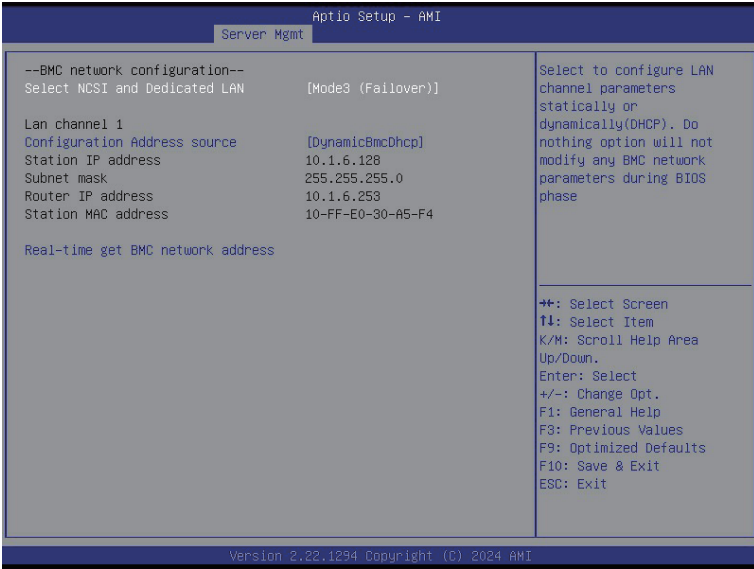 Aptio Setup – AMI
Server Mgmt
--BMC network configuration--
Select NCSI and Dedicated LAN [Mode3 (Failover)]
Lan channel 1
Configuration Address source [DynamicBmcDhcp]
Station IP address 10.1.6.128
Subnet mask 255.255.255.0
Router IP address 10.1.6.253
Station MAC address 10-FF-E0-30-A5-F4
Real-time get BMC network address
Select to configure LAN
channel parameters
statically or
dynamically(DHCP). Do
nothing option will not
modify any BMC network
parameters during BIOS
phase
→←: Select Screen
↑↓: Select Item
K/M: Scroll Help Area
Up/Down.
Enter: Select
+/-: Change Opt.
F1: General Help
F3: Previous Values
F9: Optimized Defaults
F10: Save & Exit
ESC: Exit
Version 2.22.1294 Copyright (C) 2024 AMI